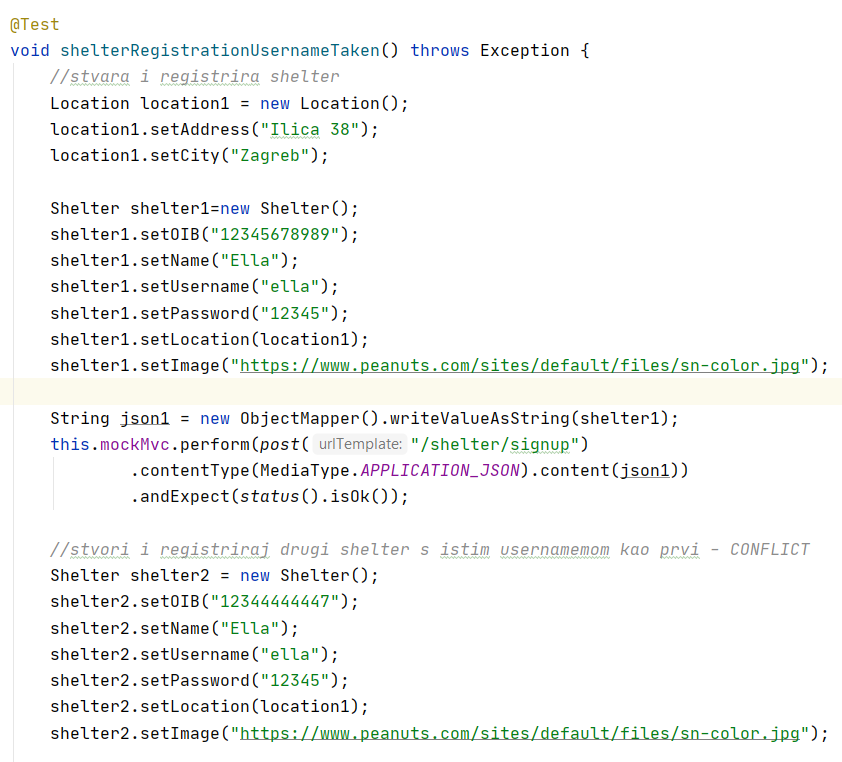 @Test
void shelterRegistrationUsernameTaken() throws Exception {
//stvara i registrira shelter
Location location1 = new Location();
location1.setAddress("Ilica 38");
location1.setCity("Zagreb");
Shelter shelter1=new Shelter();
shelter1.setOIB("12345678989");
shelter1.setName("Ella");
shelter1.setUsername("ella");
shelter1.setPassword("12345");
shelter1.setLocation(location1);
shelter1.setImage("https://www.peanuts.com/sites/default/files/sn-color.jpg");
String json1 = new ObjectMapper().writeValueAsString(shelter1);
this.mockMvc.perform(post( urlTemplate: "/shelter/signup")
.contentType(MediaType.APPLICATION_JSON).content(json1))
.andExpect(status().isOk());
//stvori i registriraj drugi shelter s istim usernamemom kao prvi – CONFLICT
Shelter shelter2 = new Shelter();
shelter2.setOIB("12344444447");
shelter2.setName("Ella");
shelter2.setUsername("ella");
shelter2.setPassword("12345");
shelter2.setLocation(location1);
shelter2.setImage("https://www.peanuts.com/sites/default/files/sn-color.jpg");